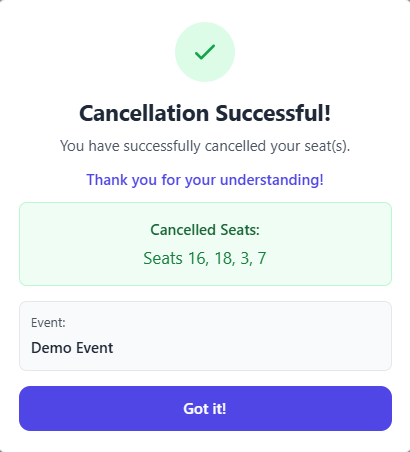 Cancellation Successful!
You have successfully cancelled your seat(s).
Thank you for your understanding!
Cancelled Seats:
Seats 16, 18, 3, 7
Event:
Demo Event
Got it!